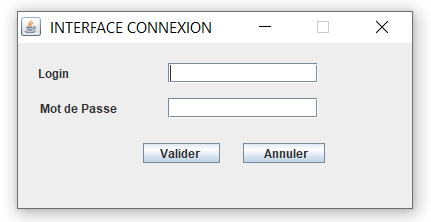 INTERFACE CONNEXION
Login
Mot de Passe
Valider Annuler